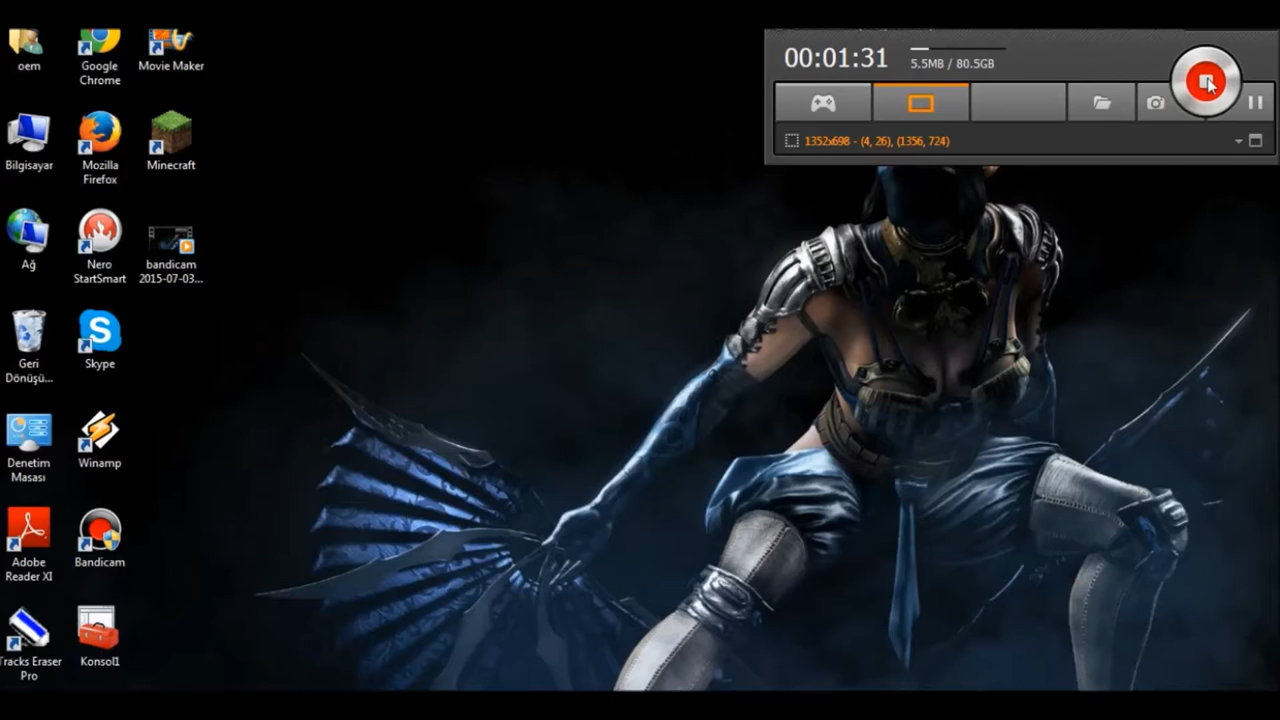 oem
Google
Chrome
Movie Maker
Bilgisayar
Mozilla
Firefox
Minecraft
Ağ
Nero
StartSmart
bandicam
2015-07-03...
Geri
Dönüşü...
Skype
Denetim
Masası
Winamp
Adobe
Reader XI
Bandicam
Tracks Eraser
Pro
Konsol1
00:01:31
5.5MB / 80.5GB
1352x698 - (4, 26), (1356, 724)